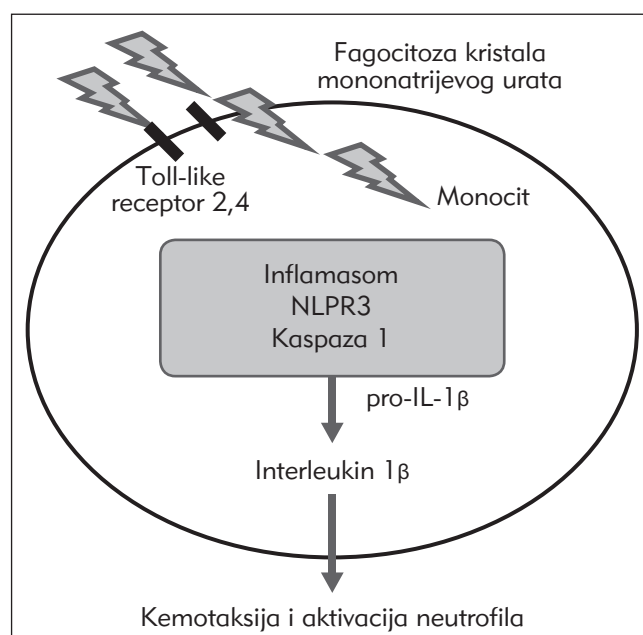 Fagocitoza kristala
mononatrijevog urata
Toll-like
receptor 2,4
Monocit
Inflamasom
NLPR3
Kaspaza 1
pro-IL-1β
Interleukin 1β
Kemotaksija i aktivacija neutrofila